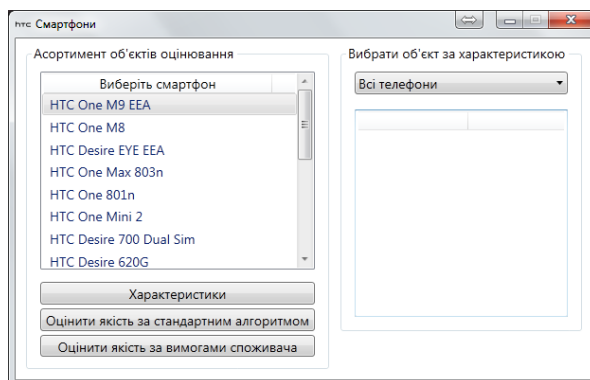 hTC Смартфони
Асортимент об'єктів оцінювання
Виберіть смартфон
HTC One M9 EEA
HTC One M8
HTC Desire EYE EEA
HTC One Max 803n
HTC One 801n
HTC One Mini 2
HTC Desire 700 Dual Sim
HTC Desire 620G
Характеристики
Оцінити якість за стандартним алгоритмом
Оцінити якість за вимогами споживача
Вибрати об'єкт за характеристикою
Всі телефони